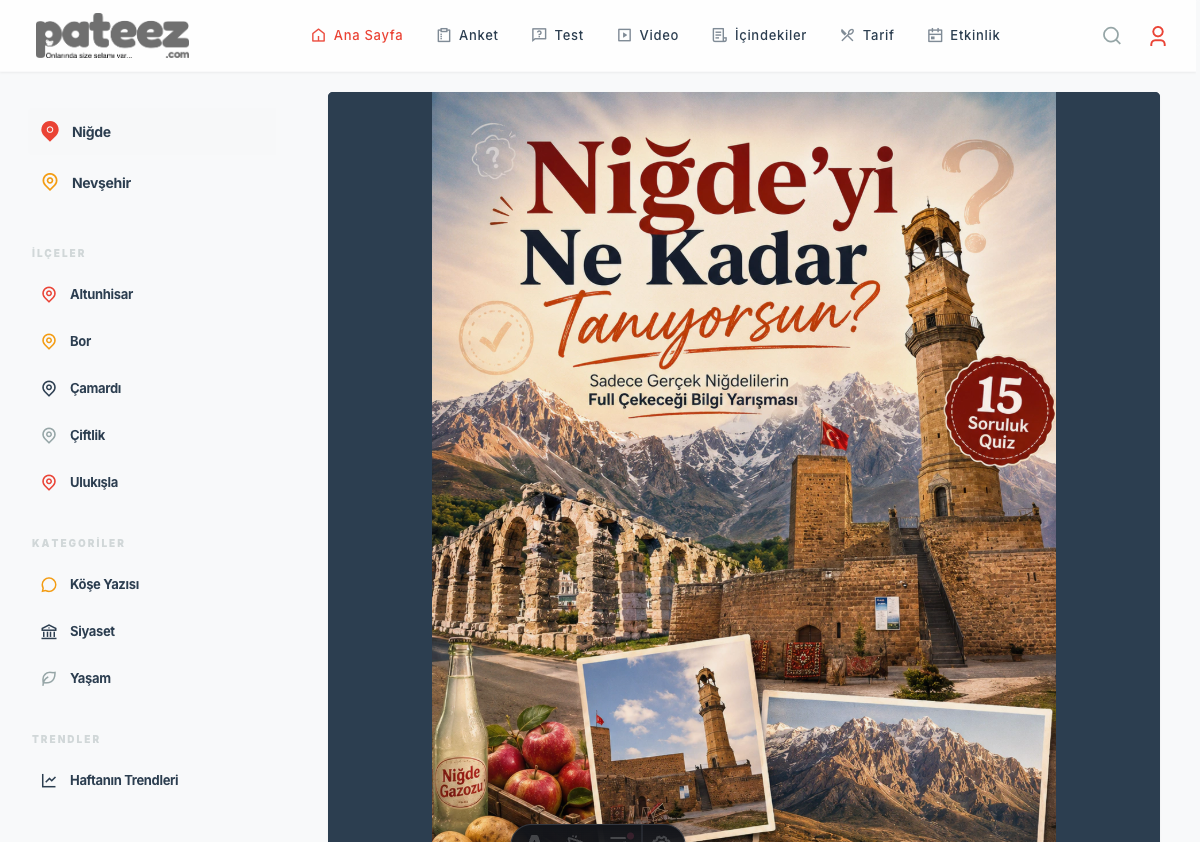 pateez
Onlarında size selamı var... .com
Ana Sayfa
Anket
Test
Video
İçindekiler
Tarif
Etkinlik
Niğde
Nevşehir
İLÇELER
Altunhisar
Bor
Çamardı
Çiftlik
Ulukışla
KATEGORİLER
Köşe Yazısı
Siyaset
Yaşam
TRENDLER
Haftanın Trendleri
Niğde'yi
Ne Kadar
Tanıyorsun?
Sadece Gerçek Niğdelilerin
Full Çekeceği Bilgi Yarışması
15
Soruluk
Quiz
Niğde
Gazozu